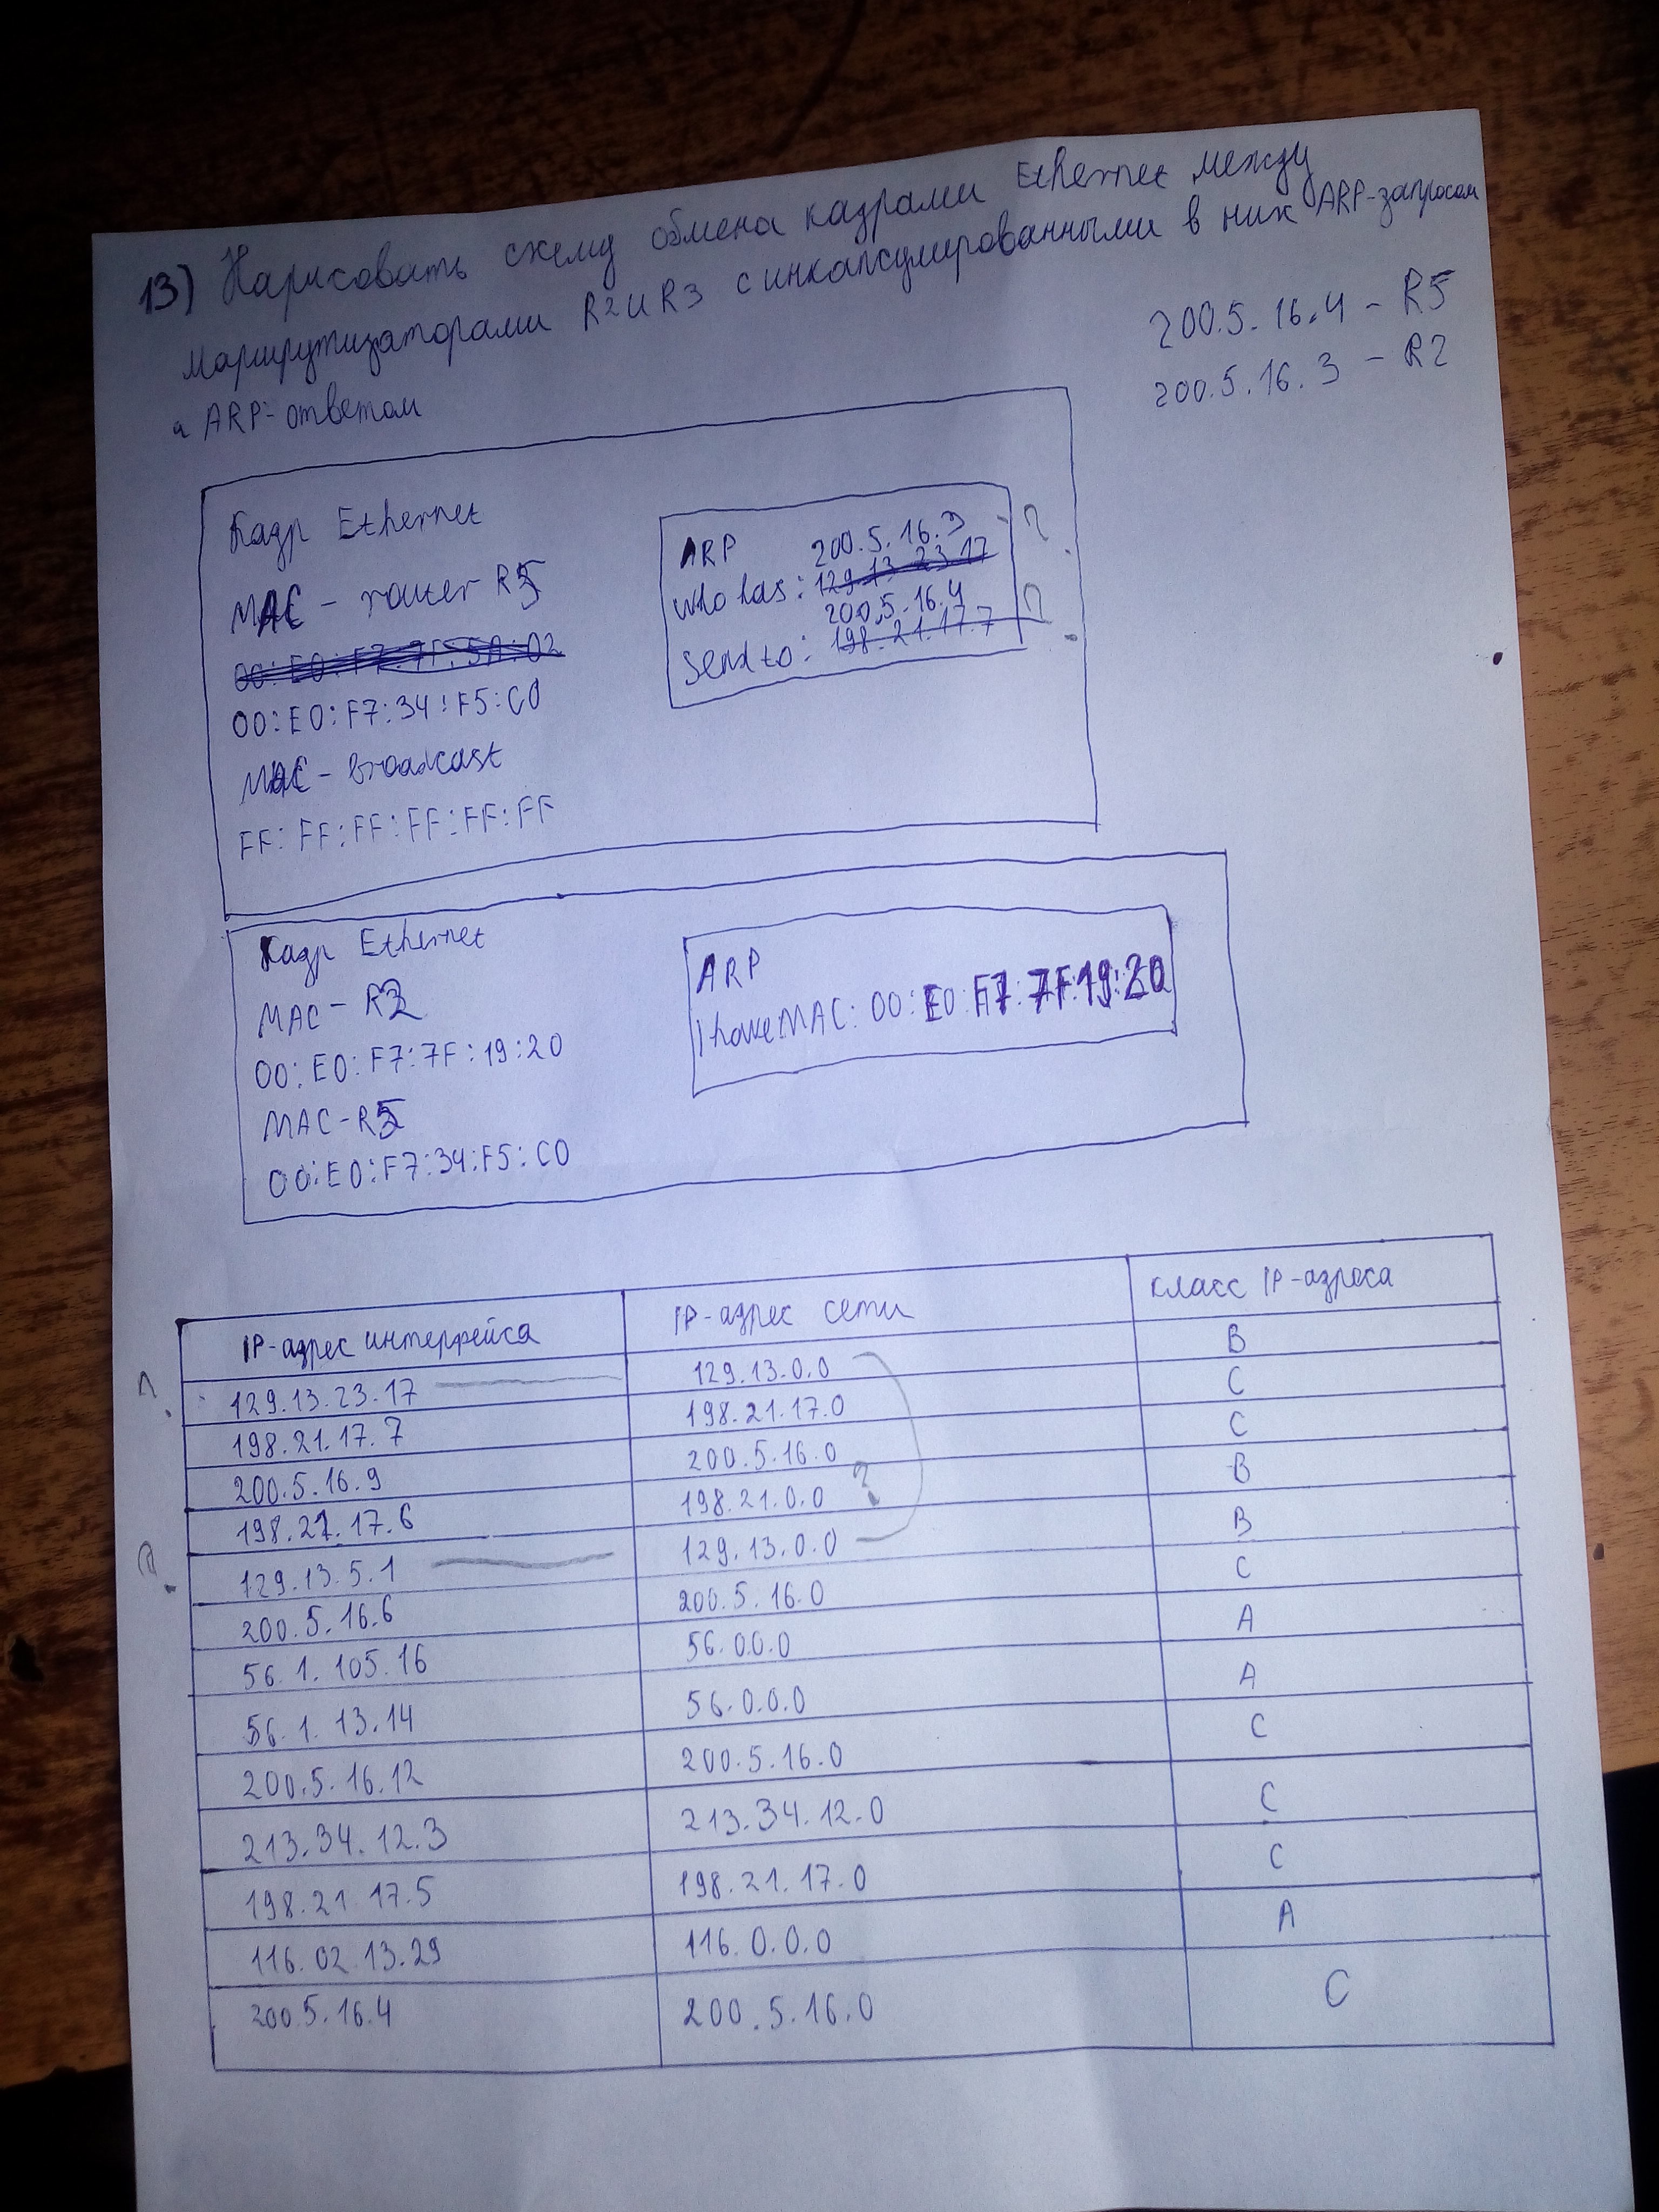 13) Нарисовать схему обмена кадрами Ethernet между
маршрутизаторами R2 и R3 с инкапсулированными в них ARP-запросом
и ARP-ответом
200.5.16.4 - R5
200.5.16.3 - R2
Кадр Ethernet
MAC - router R5
00:E0:F7:7F:5A:02
00:E0:F7:34:F5:C0
MAC - broadcast
FF:FF:FF:FF:FF:FF
ARP
200.5.16.3 ?
who has: 129.13.23.17
200.5.16.4 ?
send to: 198.21.17.7
Кадр Ethernet
MAC - R2
00:E0:F7:7F:19:20
MAC - R5
00:E0:F7:34:F5:C0
ARP
I have MAC: 00:E0:F7:7F:19:20
IP-адрес интерфейса IP-адрес сети класс IP-адреса
? 129.13.23.17 129.13.0.0 B
198.21.17.7 198.21.17.0 C
200.5.16.9 200.5.16.0 C
198.21.17.6 198.21.0.0 ? B
? 129.13.5.1 129.13.0.0 B
200.5.16.6 200.5.16.0 C
56.1.105.16 56.0.0.0 A
56.1.13.14 56.0.0.0 A
200.5.16.12 200.5.16.0 C
213.34.12.3 213.34.12.0 C
198.21.17.5 198.21.17.0 C
116.02.13.29 116.0.0.0 A
200.5.16.4 200.5.16.0 C